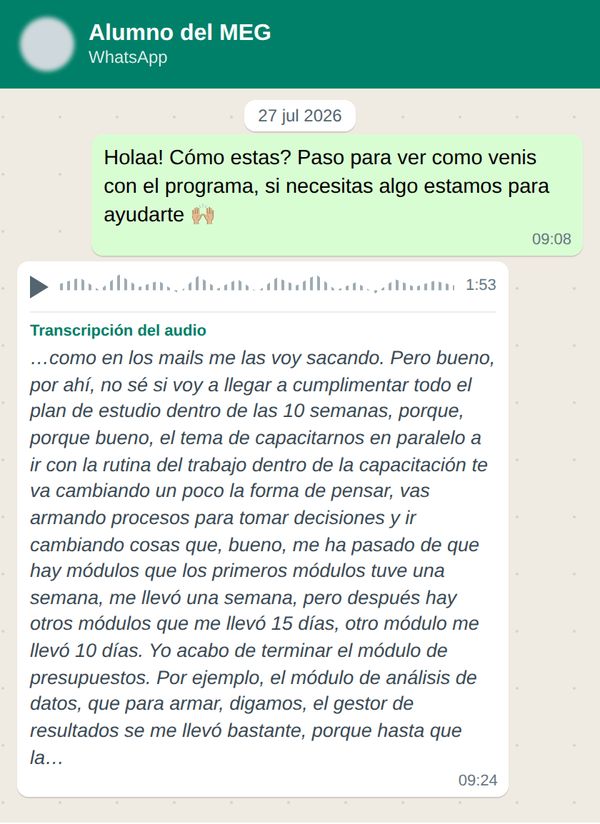 Alumno del MEG
WhatsApp
27 jul 2026
Holaa! Cómo estas? Paso para ver como venis
con el programa, si necesitas algo estamos para
ayudarte 🙌🏼
09:08
1:53
Transcripción del audio
…como en los mails me las voy sacando. Pero bueno,
por ahí, no sé si voy a llegar a cumplimentar todo el
plan de estudio dentro de las 10 semanas, porque,
porque bueno, el tema de capacitarnos en paralelo a
ir con la rutina del trabajo dentro de la capacitación te
va cambiando un poco la forma de pensar, vas
armando procesos para tomar decisiones y ir
cambiando cosas que, bueno, me ha pasado de que
hay módulos que los primeros módulos tuve una
semana, me llevó una semana, pero después hay
otros módulos que me llevó 15 días, otro módulo me
llevó 10 días. Yo acabo de terminar el módulo de
presupuestos. Por ejemplo, el módulo de análisis de
datos, que para armar, digamos, el gestor de
resultados se me llevó bastante, porque hasta que
la…
09:24